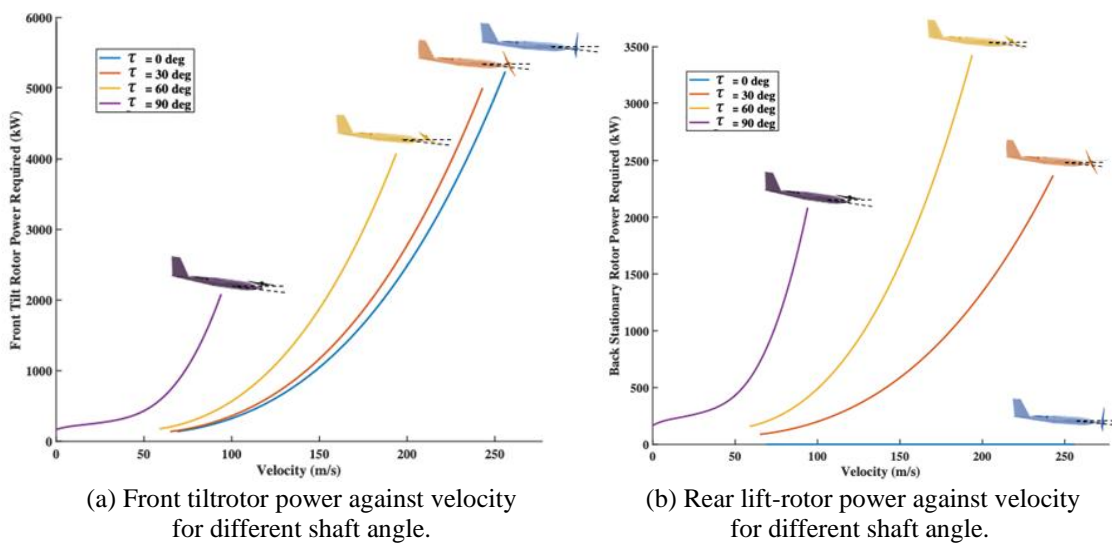 6000
5000
4000
3000
2000
1000
0
Front Tilt Rotor Power Required (kW)
τ = 0 deg
τ = 30 deg
τ = 60 deg
τ = 90 deg
0 50 100 150 200 250
Velocity (m/s)
(a) Front tiltrotor power against velocity
for different shaft angle.
3500
3000
2500
2000
1500
1000
500
0
Back Stationary Rotor Power Required (kW)
τ = 0 deg
τ = 30 deg
τ = 60 deg
τ = 90 deg
0 50 100 150 200 250
Velocity (m/s)
(b) Rear lift-rotor power against velocity
for different shaft angle.